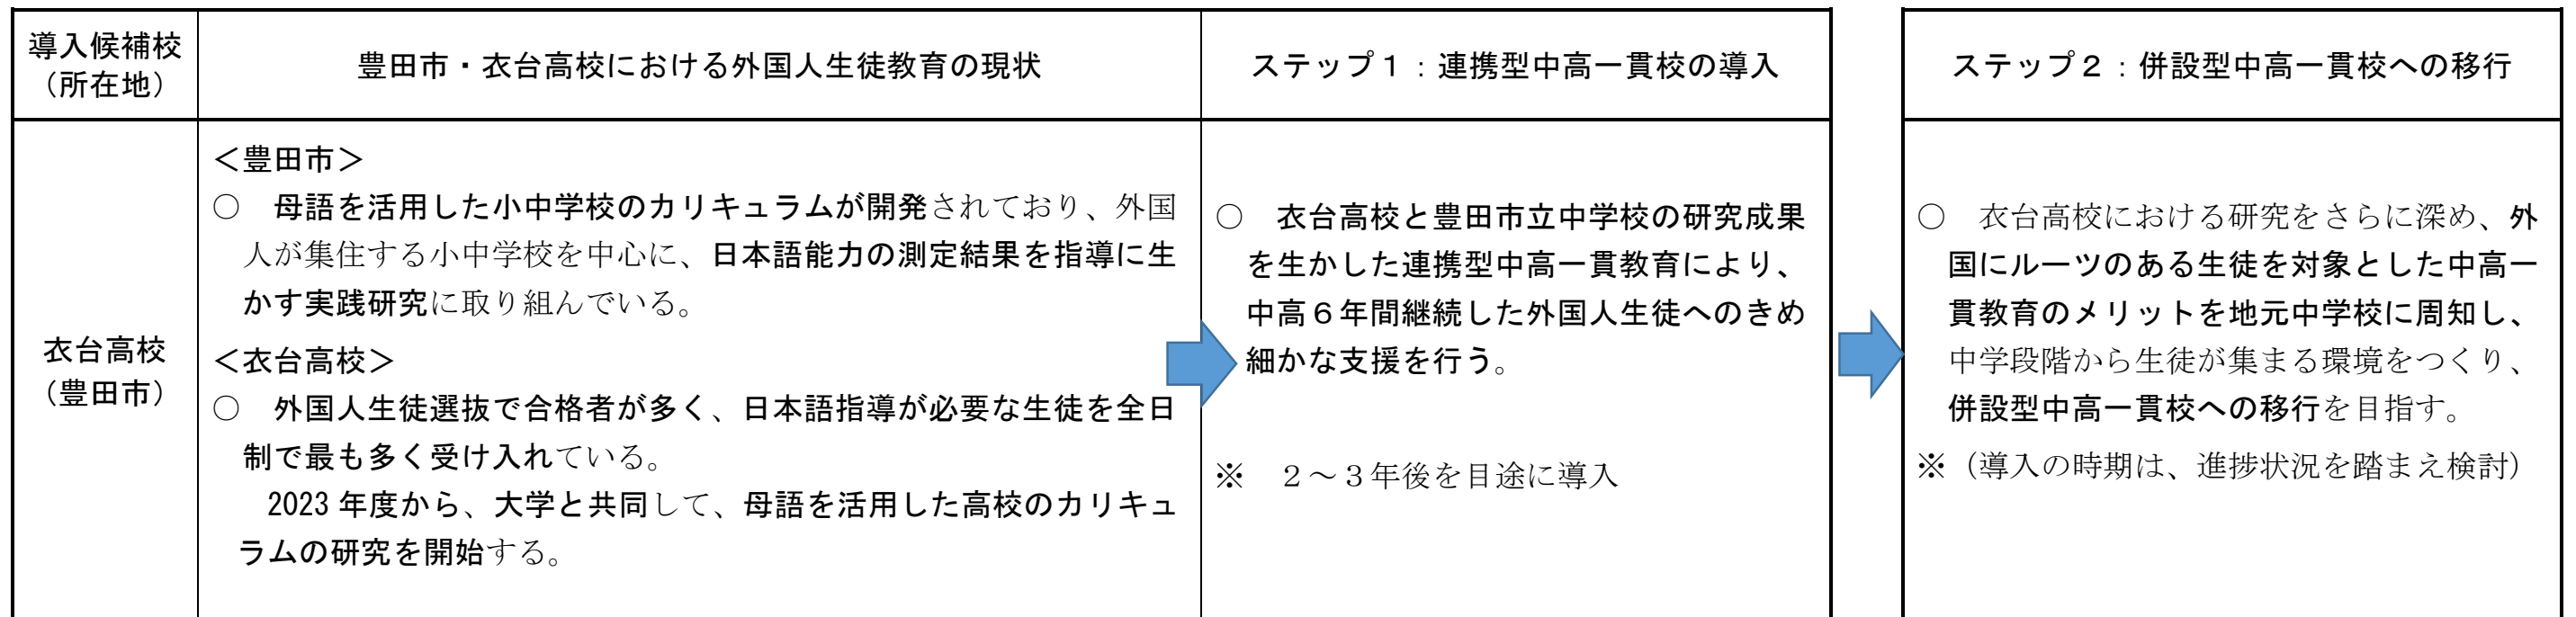 導入候補校
（所在地）
豊田市・衣台高校における外国人生徒教育の現状
ステップ１：連携型中高一貫校の導入
ステップ２：併設型中高一貫校への移行
衣台高校
（豊田市）
＜豊田市＞
○　母語を活用した小中学校のカリキュラムが開発されており、外国
人が集住する小中学校を中心に、日本語能力の測定結果を指導に生
かす実践研究に取り組んでいる。
＜衣台高校＞
○　外国人生徒選抜で合格者が多く、日本語指導が必要な生徒を全日
制で最も多く受け入れている。
2023 年度から、大学と共同して、母語を活用した高校のカリキュ
ラムの研究を開始する。
○　衣台高校と豊田市立中学校の研究成果
を生かした連携型中高一貫教育により、
中高６年間継続した外国人生徒へのきめ
細かな支援を行う。
※　２～３年後を目途に導入
○　衣台高校における研究をさらに深め、外
国にルーツのある生徒を対象とした中高一
貫教育のメリットを地元中学校に周知し、
中学段階から生徒が集まる環境をつくり、
併設型中高一貫校への移行を目指す。
※（導入の時期は、進捗状況を踏まえ検討）